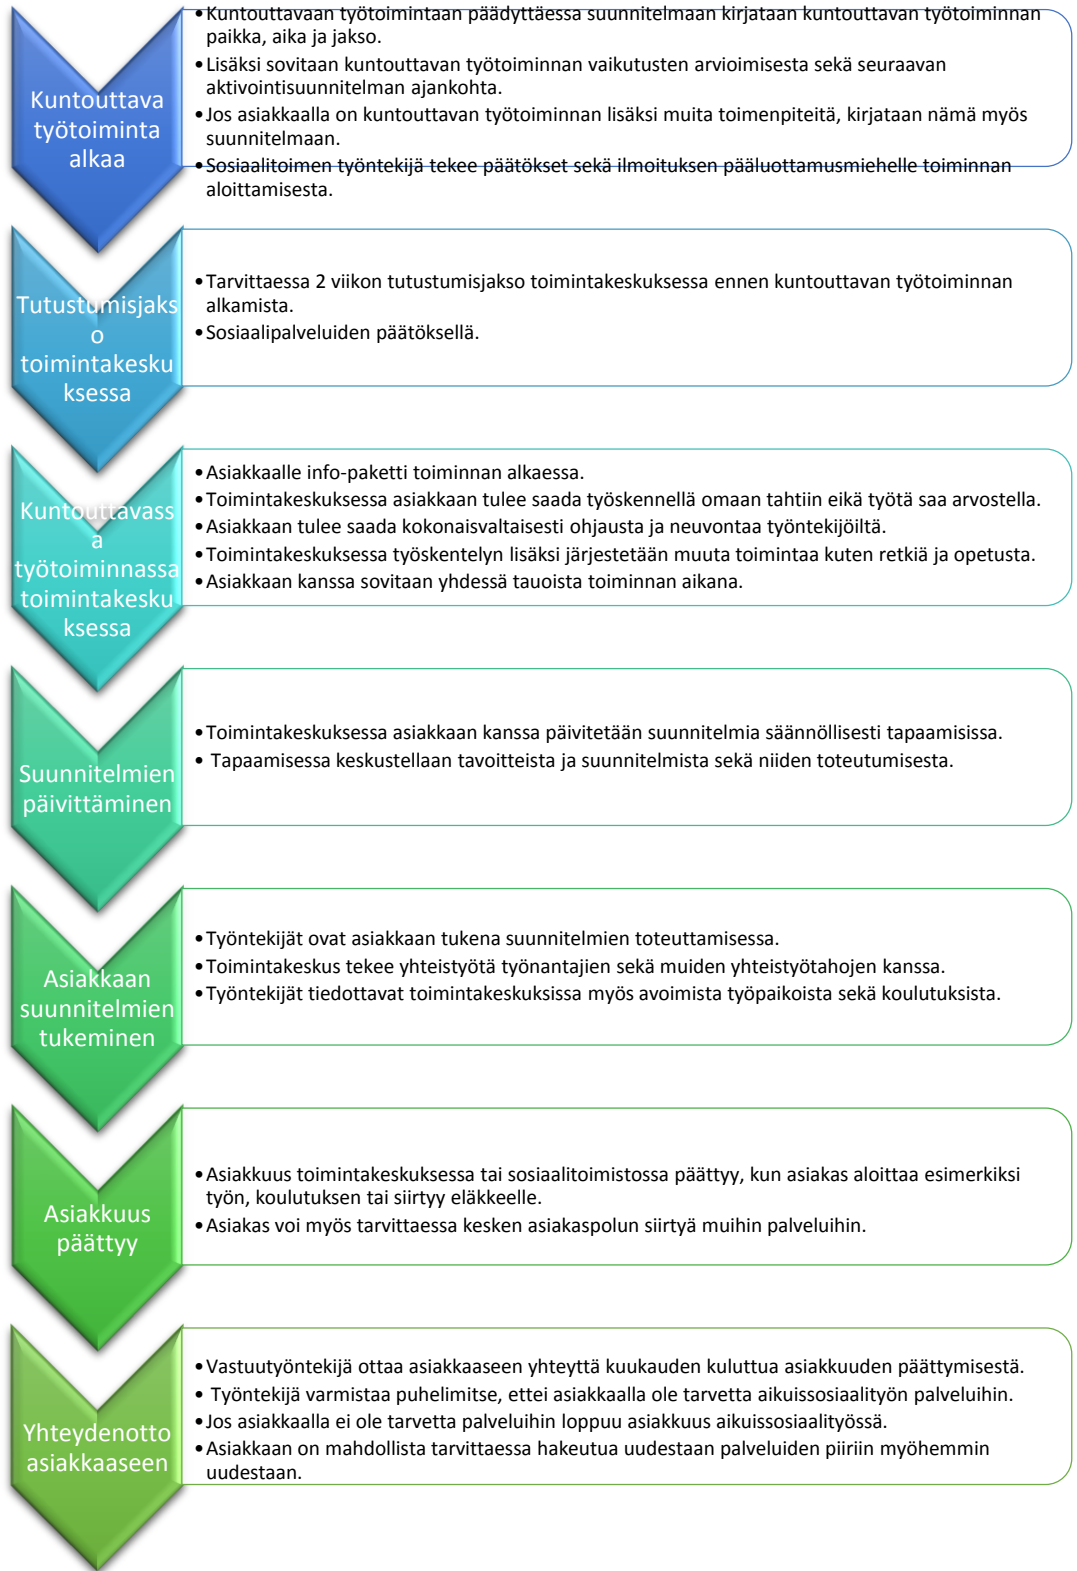 Kuntouttava
työtoiminta
alkaa
•Kuntouttavaan työtoimintaan päädyttäessä suunnitelmaan kirjataan kuntouttavan työtoiminnan
paikka, aika ja jakso.
•Lisäksi sovitaan kuntouttavan työtoiminnan vaikutusten arvioimisesta sekä seuraavan
aktivointisuunnitelman ajankohta.
•Jos asiakkaalla on kuntouttavan työtoiminnan lisäksi muita toimenpiteitä, kirjataan nämä myös
suunnitelmaan.
•Sosiaalitoimen työntekijä tekee päätökset sekä ilmoituksen pääluottamusmiehelle toiminnan
aloittamisesta.
Tutustumisjaks
o
toimintakesku
ksessa
•Tarvittaessa 2 viikon tutustumisjakso toimintakeskuksessa ennen kuntouttavan työtoiminnan
alkamista.
•Sosiaalipalveluiden päätöksellä.
Kuntouttavass
a
työtoiminnassa
toimintakesku
ksessa
•Asiakkaalle info-paketti toiminnan alkaessa.
•Toimintakeskuksessa asiakkaan tulee saada työskennellä omaan tahtiin eikä työtä saa arvostella.
•Asiakkaan tulee saada kokonaisvaltaisesti ohjausta ja neuvontaa työntekijöiltä.
•Toimintakeskuksessa työskentelyn lisäksi järjestetään muuta toimintaa kuten retkiä ja opetusta.
•Asiakkaan kanssa sovitaan yhdessä tauoista toiminnan aikana.
Suunnitelmien
päivittäminen
•Toimintakeskuksessa asiakkaan kanssa päivitetään suunnitelmia säännöllisesti tapaamisissa.
• Tapaamisessa keskustellaan tavoitteista ja suunnitelmista sekä niiden toteutumisesta.
Asiakkaan
suunnitelmien
tukeminen
•Työntekijät ovat asiakkaan tukena suunnitelmien toteuttamisessa.
•Toimintakeskus tekee yhteistyötä työnantajien sekä muiden yhteistyötahojen kanssa.
•Työntekijät tiedottavat toimintakeskuksissa myös avoimista työpaikoista sekä koulutuksista.
Asiakkuus
päättyy
•Asiakkuus toimintakeskuksessa tai sosiaalitoimistossa päättyy, kun asiakas aloittaa esimerkiksi
työn, koulutuksen tai siirtyy eläkkeelle.
•Asiakas voi myös tarvittaessa kesken asiakaspolun siirtyä muihin palveluihin.
Yhteydenotto
asiakkaaseen
•Vastuutyöntekijä ottaa asiakkaaseen yhteyttä kuukauden kuluttua asiakkuuden päättymisestä.
• Työntekijä varmistaa puhelimitse, ettei asiakkaalla ole tarvetta aikuissosiaalityön palveluihin.
•Jos asiakkaalla ei ole tarvetta palveluihin loppuu asiakkuus aikuissosiaalityössä.
•Asiakkaan on mahdollista tarvittaessa hakeutua uudestaan palveluiden piiriin myöhemmin
uudestaan.